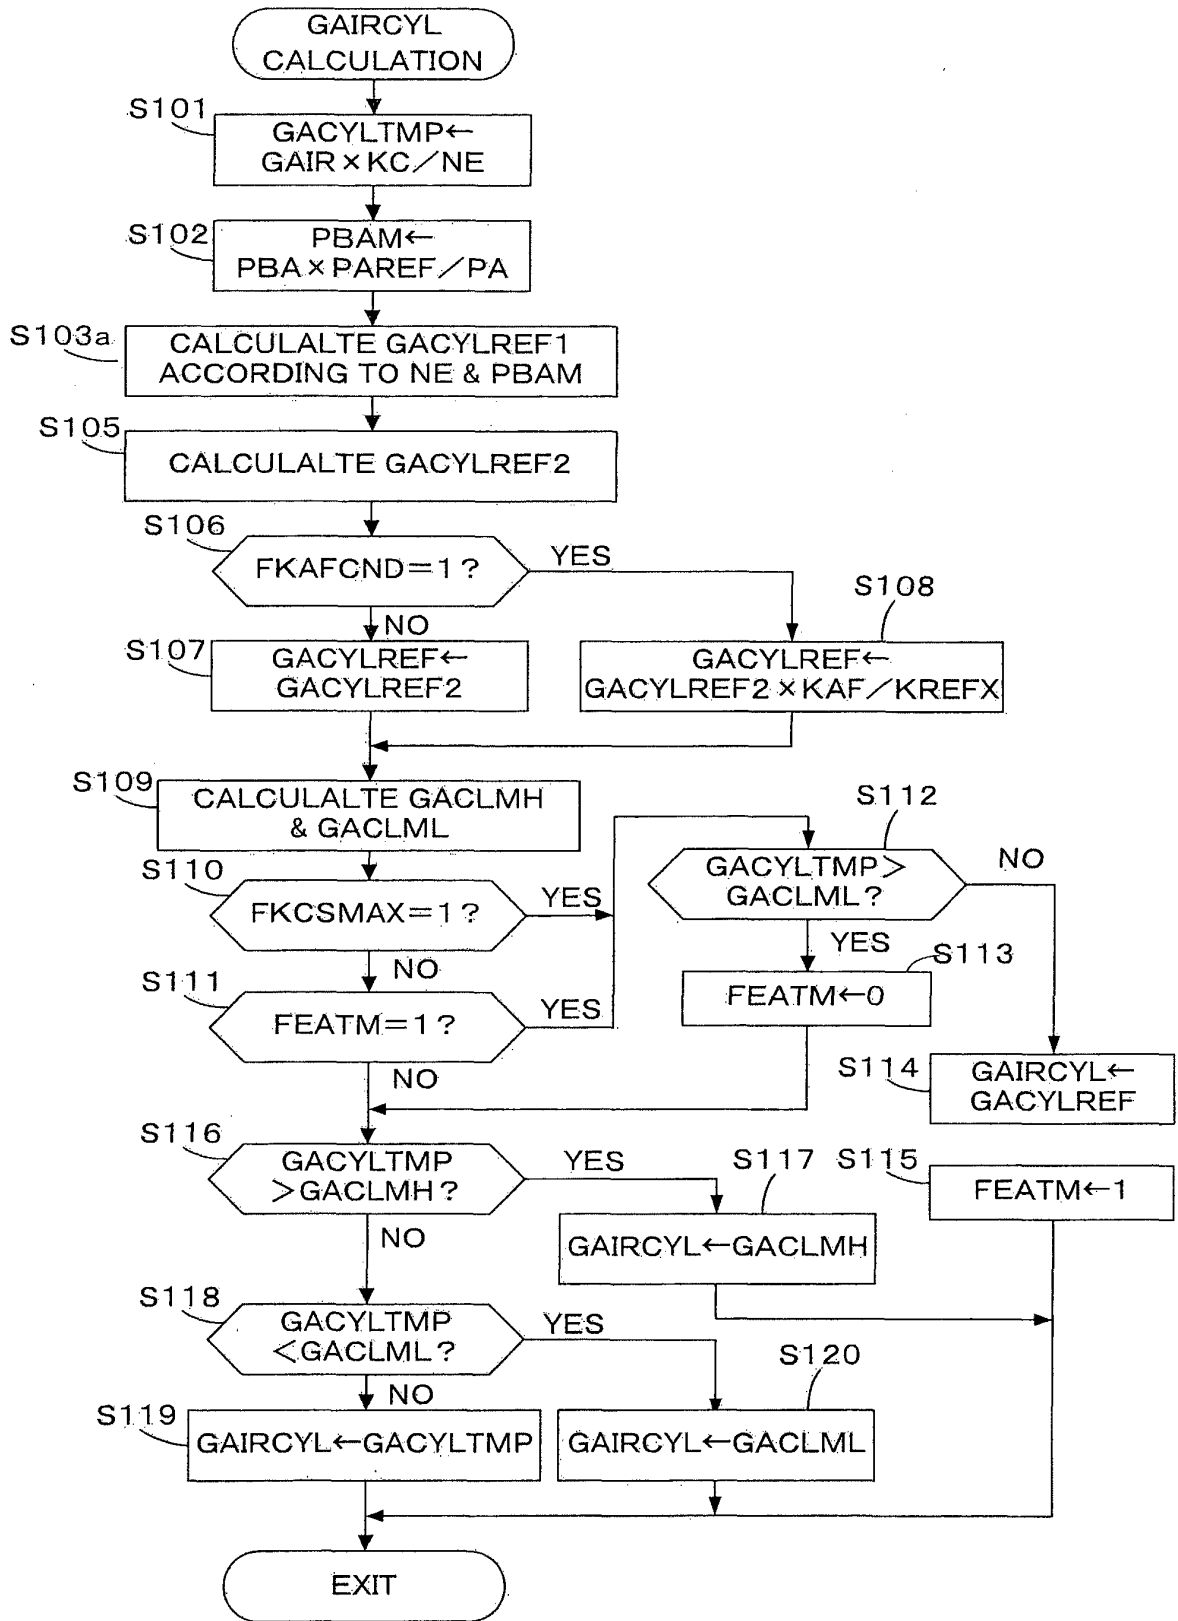 GAIRCYL
CALCULATION
S101
GACYLTMP←
GAIR×KC/NE
S102
PBAM←
PBA×PAREF/PA
S103a
CALCULALTE GACYLREF1
ACCORDING TO NE & PBAM
S105
CALCULALTE GACYLREF2
S106
FKAFCND=1?
YES
NO
S107
GACYLREF←
GACYLREF2
S108
GACYLREF←
GACYLREF2×KAF/KREFX
S109
CALCULALTE GACLMH
& GACLML
S110
FKCSMAX=1?
YES
NO
S111
FEATM=1?
YES
NO
S112
GACYLTMP>
GACLML?
NO
YES
S113
FEATM←0
S114
GAIRCYL←
GACYLREF
S115
FEATM←1
S116
GACYLTMP
>GACLMH?
YES
NO
S117
GAIRCYL←GACLMH
S118
GACYLTMP
<GACLML?
YES
NO
S119
GAIRCYL←GACYLTMP
S120
GAIRCYL←GACLML
EXIT